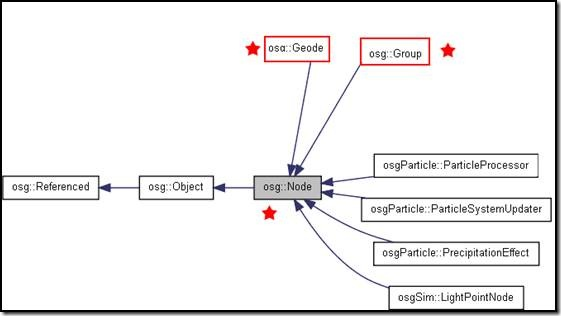 osg::Geode
osg::Group
osgParticle::ParticleProcessor
osg::Referenced
osg::Object
osg::Node
osgParticle::ParticleSystemUpdater
osgParticle::PrecipitationEffect
osgSim::LightPointNode